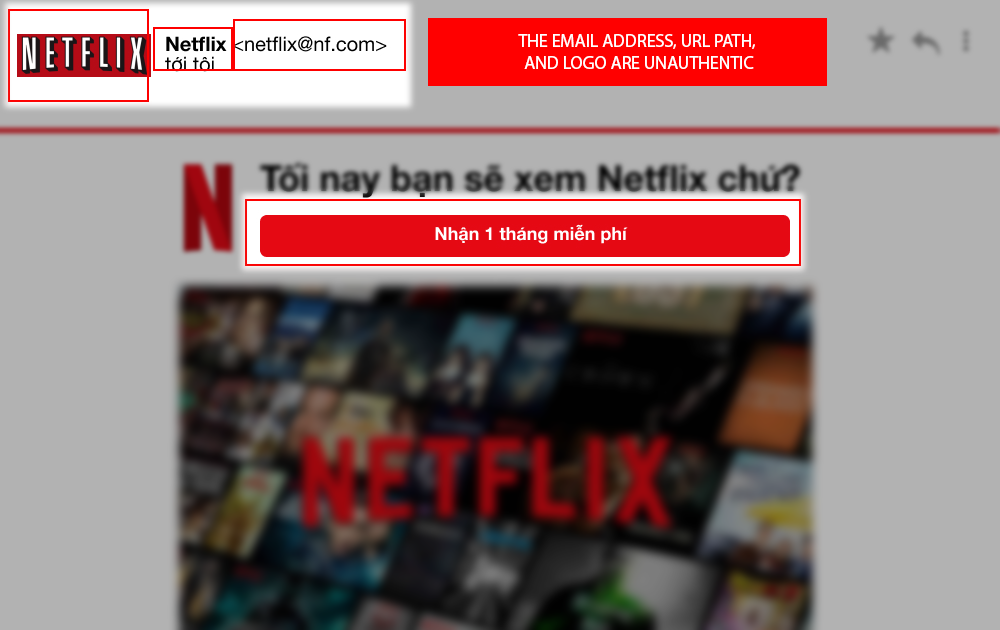 NETFLIX
Netflix <netflix@nf.com>
tới tôi
THE EMAIL ADDRESS, URL PATH,
AND LOGO ARE UNAUTHENTIC
N
Tối nay bạn sẽ xem Netflix chứ?
Nhận 1 tháng miễn phí
NETFLIX